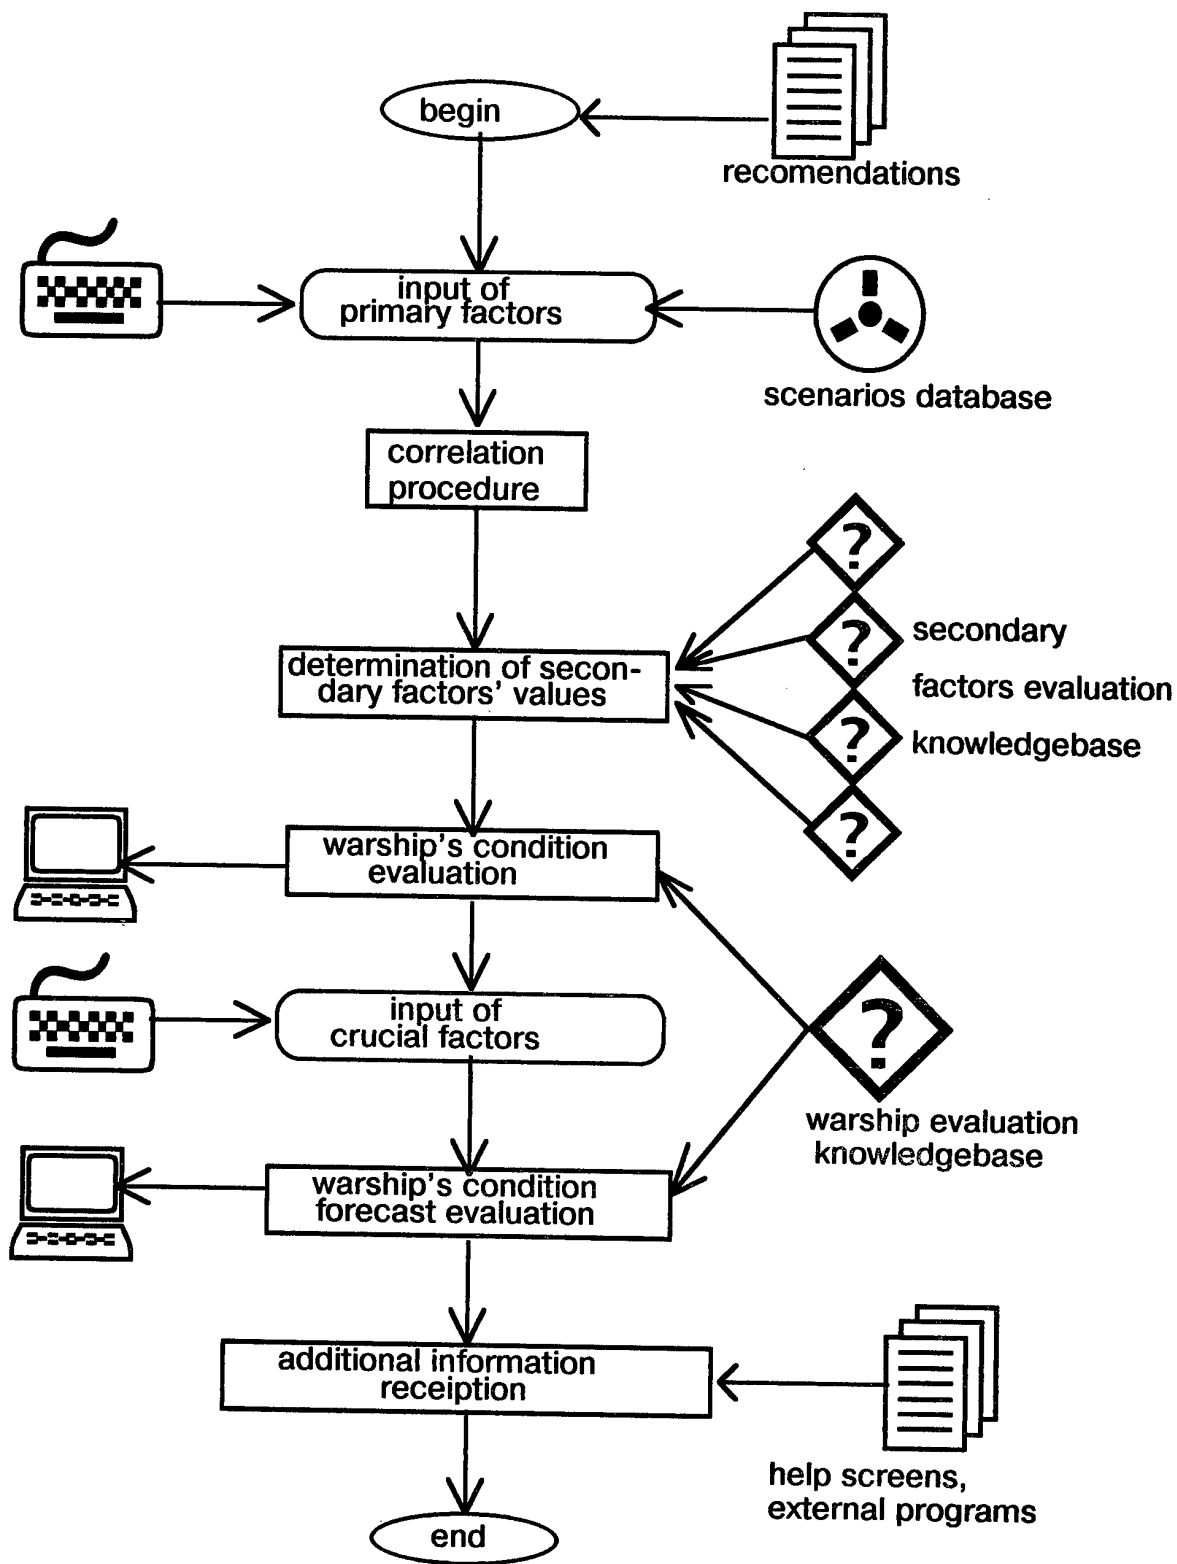 begin
recomendations
input of
primary factors
scenarios database
correlation
procedure
determination of secon-
dary factors' values
?
?
?
?
secondary
factors evaluation
knowledgebase
warship's condition
evaluation
input of
crucial factors
?
warship evaluation
knowledgebase
warship's condition
forecast evaluation
additional information
receiption
help screens,
external programs
end